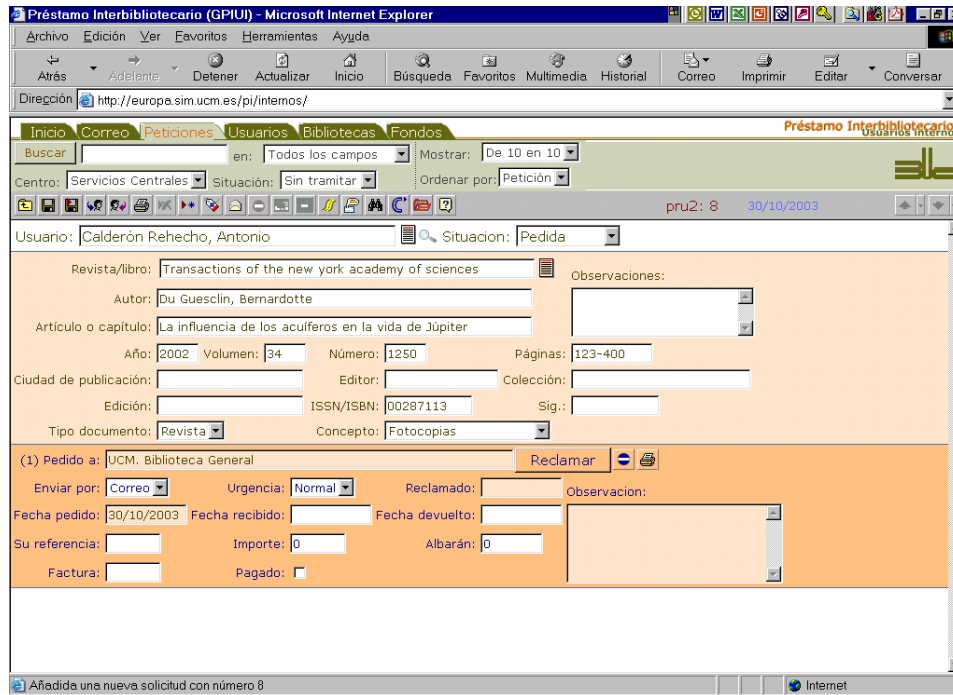 Préstamo Interbibliotecario (GPIUI) - Microsoft Internet Explorer
Archivo Edición Ver Favoritos Herramientas Ayuda
Atrás Adelante Detener Actualizar Inicio Búsqueda Favoritos Multimedia Historial Correo Imprimir Editar Conversar
Dirección http://europa.sim.ucm.es/pi/internos/
Inicio Correo Peticiones Usuarios Bibliotecas Fondos Préstamo Interbibliotecario
Usuarios interno
Buscar en: Todos los campos Mostrar: De 10 en 10
Centro: Servicios Centrales Situación: Sin tramitar Ordenar por: Petición
pru2: 8 30/10/2003
Usuario: Calderón Rehecho, Antonio Situacion: Pedida
Revista/libro: Transactions of the new york academy of sciences Observaciones:
Autor: Du Guesclin, Bernardotte
Artículo o capítulo: La influencia de los acuíferos en la vida de Júpiter
Año: 2002 Volumen: 34 Número: 1250 Páginas: 123-400
Ciudad de publicación: Editor: Colección:
Edición: ISSN/ISBN: 00287113 Sig.:
Tipo documento: Revista Concepto: Fotocopias
(1) Pedido a: UCM. Biblioteca General Reclamar
Enviar por: Correo Urgencia: Normal Reclamado: Observacion:
Fecha pedido: 30/10/2003 Fecha recibido: Fecha devuelto:
Su referencia: Importe: 0 Albarán: 0
Factura: Pagado:
Añadida una nueva solicitud con número 8 Internet